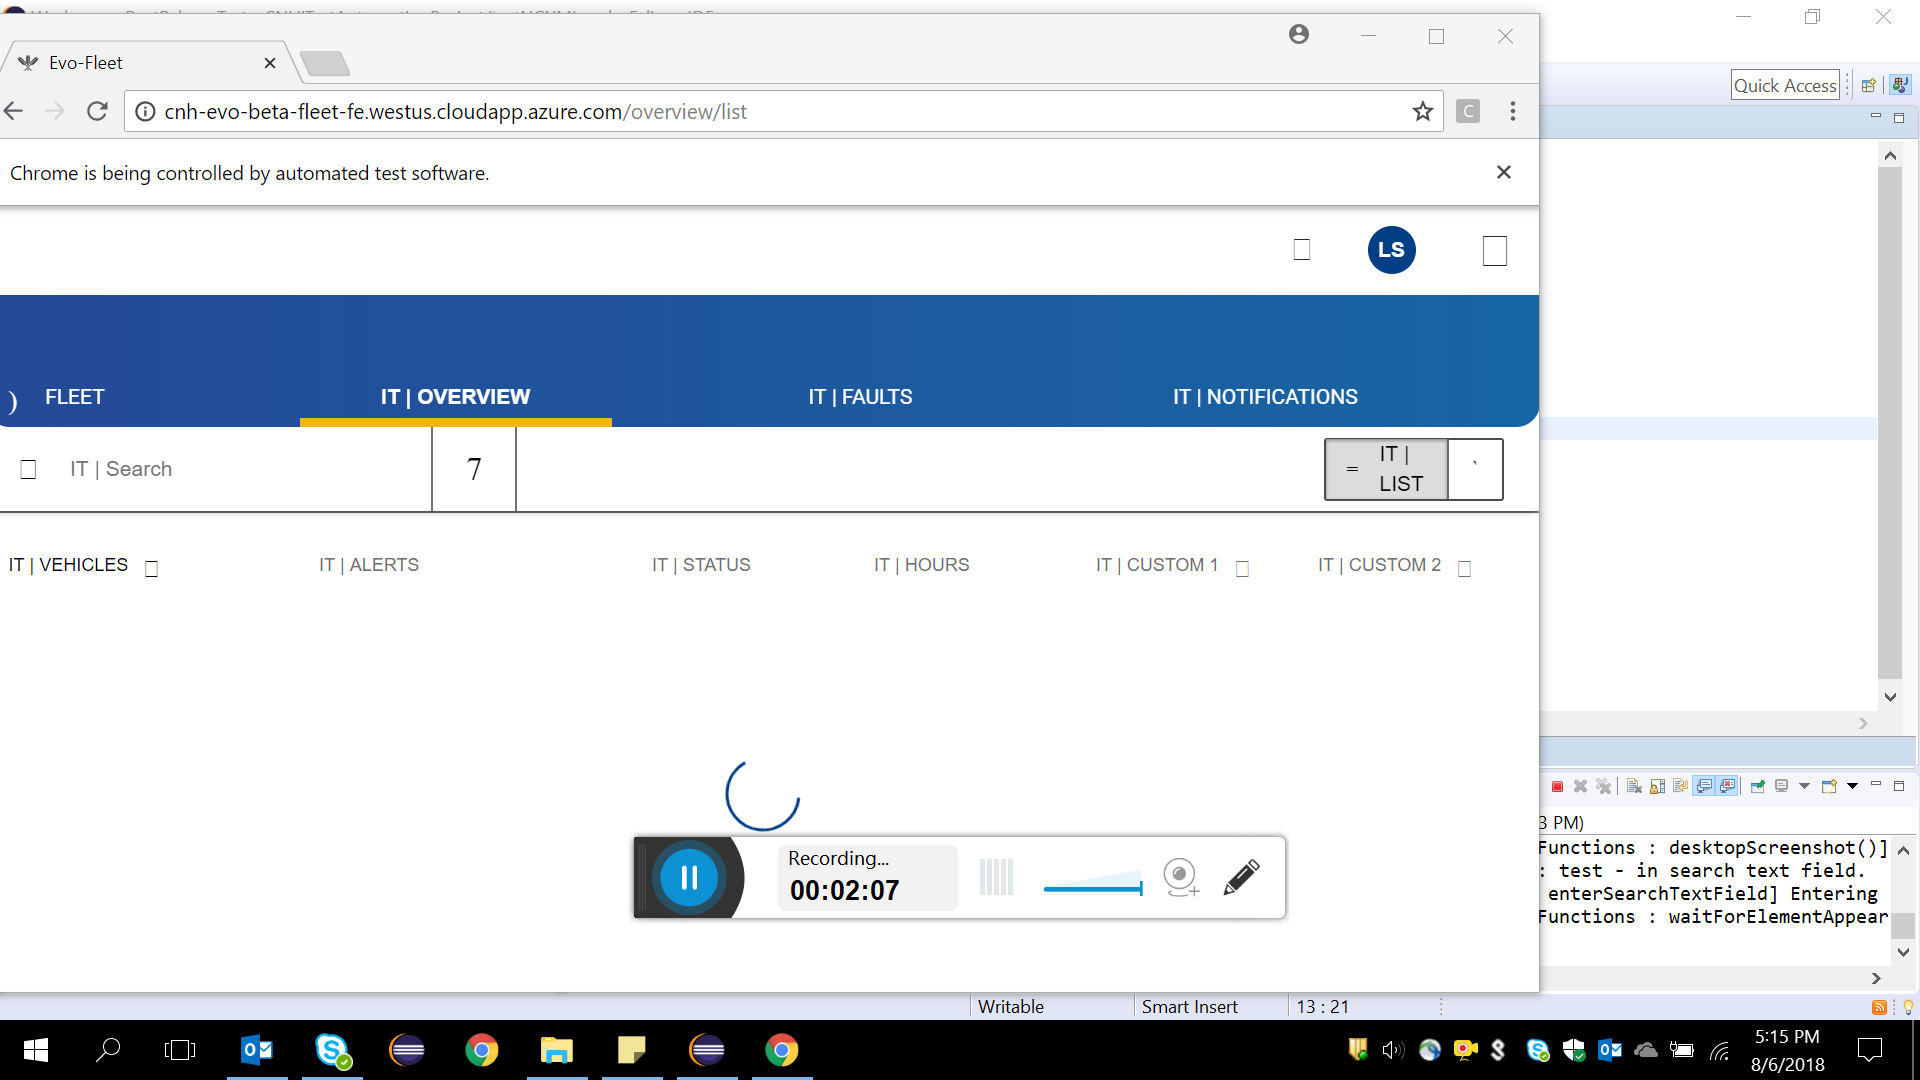 Evo-Fleet
Quick Access
cnh-evo-beta-fleet-fe.westus.cloudapp.azure.com/overview/list
C
Chrome is being controlled by automated test software.
LS
) FLEET
IT | OVERVIEW
IT | FAULTS
IT | NOTIFICATIONS
IT | Search
7
= IT |
LIST
IT | VEHICLES
IT | ALERTS
IT | STATUS
IT | HOURS
IT | CUSTOM 1
IT | CUSTOM 2
3 PM)
Functions : desktopScreenshot()]
: test - in search text field.
enterSearchTextField] Entering
Functions : waitForElementAppear
Recording...
00:02:07
Writable
Smart Insert
13 : 21
5:15 PM
8/6/2018